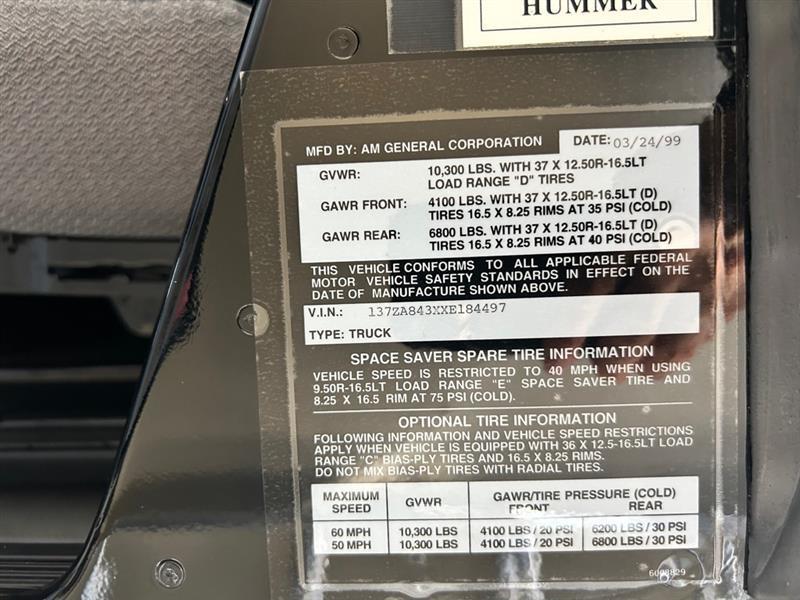 HUMMER
MFD BY: AM GENERAL CORPORATION DATE: 03/24/99
GVWR: 10,300 LBS. WITH 37 X 12.50R-16.5LT
LOAD RANGE "D" TIRES
GAWR FRONT: 4100 LBS. WITH 37 X 12.50R-16.5LT (D)
TIRES 16.5 X 8.25 RIMS AT 35 PSI (COLD)
GAWR REAR: 6800 LBS. WITH 37 X 12.50R-16.5LT (D)
TIRES 16.5 X 8.25 RIMS AT 40 PSI (COLD)
THIS VEHICLE CONFORMS TO ALL APPLICABLE FEDERAL
MOTOR VEHICLE SAFETY STANDARDS IN EFFECT ON THE
DATE OF MANUFACTURE SHOWN ABOVE.
V.I.N.: 137ZA843XXE184497
TYPE: TRUCK
SPACE SAVER SPARE TIRE INFORMATION
VEHICLE SPEED IS RESTRICTED TO 40 MPH WHEN USING
9.50R-16.5LT LOAD RANGE "E" SPACE SAVER TIRE AND
8.25 X 16.5 RIM AT 75 PSI (COLD).
OPTIONAL TIRE INFORMATION
FOLLOWING INFORMATION AND VEHICLE SPEED RESTRICTIONS
APPLY WHEN VEHICLE IS EQUIPPED WITH 36 X 12.5-16.5LT LOAD
RANGE "C" BIAS-PLY TIRES AND 16.5 X 8.25 RIMS.
DO NOT MIX BIAS-PLY TIRES WITH RADIAL TIRES.
MAXIMUM SPEED GVWR GAWR/TIRE PRESSURE (COLD)
FRONT REAR
60 MPH 10,300 LBS 4100 LBS / 20 PSI 6200 LBS / 30 PSI
50 MPH 10,300 LBS 4100 LBS / 20 PSI 6800 LBS / 30 PSI
6008829